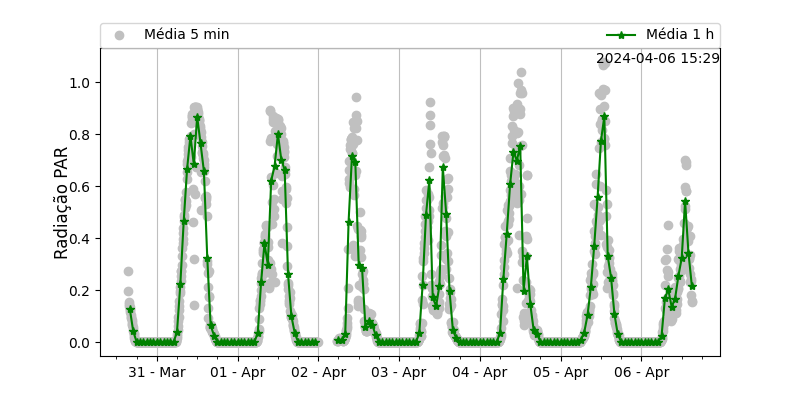 Média 5 min
Média 1 h
2024-04-06 15:29
Radiação PAR
1.0
0.8
0.6
0.4
0.2
0.0
31 - Mar
01 - Apr
02 - Apr
03 - Apr
04 - Apr
05 - Apr
06 - Apr